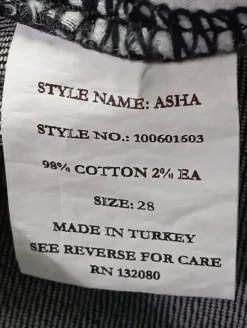 STYLE NAME: ASHA
STYLE NO.: 100601603
98% COTTON 2% EA
SIZE: 28
MADE IN TURKEY
SEE REVERSE FOR CARE
RN 132080